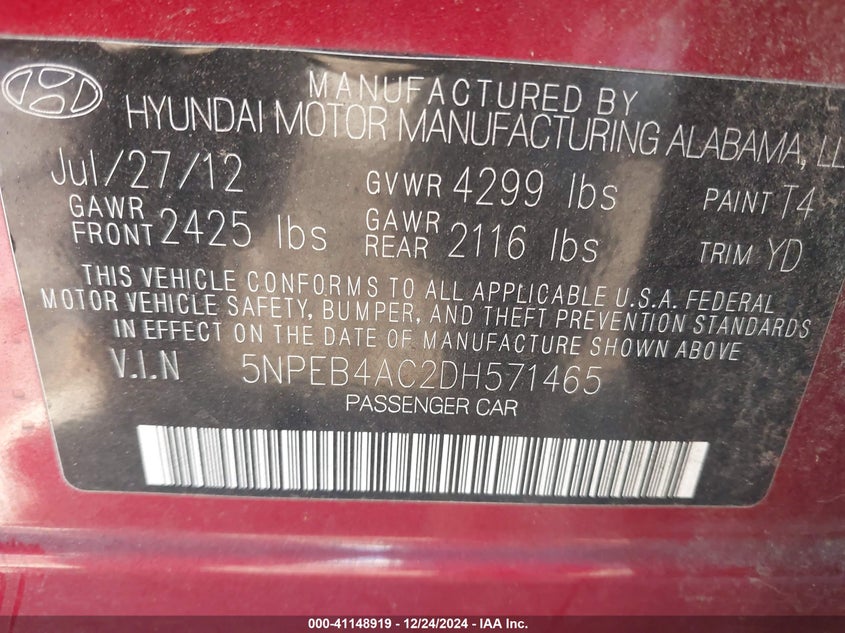 MANUFACTURED BY
HYUNDAI MOTOR MANUFACTURING ALABAMA, LL
Jul/27/12 GVWR 4299 lbs PAINT T4
GAWR FRONT 2425 lbs GAWR REAR 2116 lbs TRIM YD
THIS VEHICLE CONFORMS TO ALL APPLICABLE U.S.A. FEDERAL
MOTOR VEHICLE SAFETY, BUMPER, AND THEFT PREVENTION STANDARDS
IN EFFECT ON THE DATE OF MANUFACTURE SHOWN ABOVE.
V.I.N 5NPEB4AC2DH571465
PASSENGER CAR
000-41148919 - 12/24/2024 - IAA Inc.